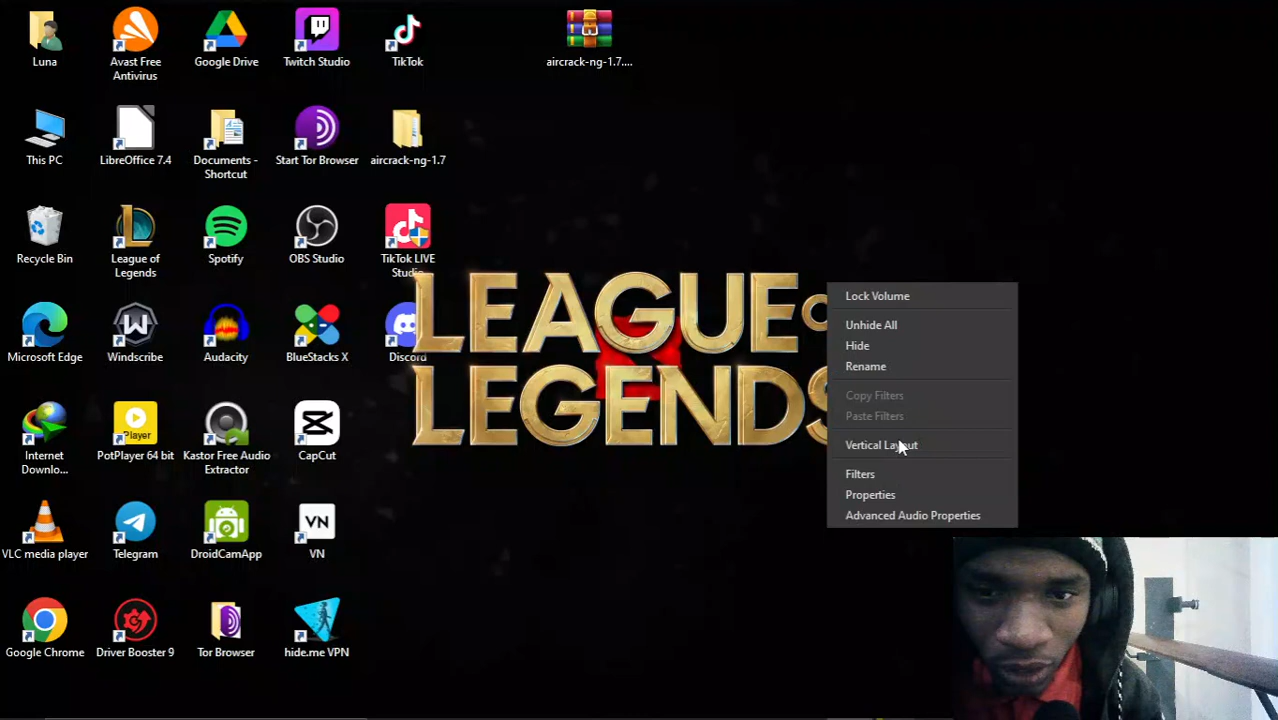 Luna
Avast Free
Antivirus
Google Drive
Twitch Studio
TikTok
aircrack-ng-1.7....
This PC
LibreOffice 7.4
Documents -
Shortcut
Start Tor Browser
aircrack-ng-1.7
Recycle Bin
League of
Legends
Spotify
OBS Studio
TikTok LIVE
Studio
LEAGUE
LEGENDS
Microsoft Edge
Windscribe
Audacity
BlueStacks X
Discord
Lock Volume
Unhide All
Hide
Rename
Copy Filters
Paste Filters
Vertical Layout
Filters
Properties
Advanced Audio Properties
Internet
Downlo...
Player
PotPlayer 64 bit
Kastor Free Audio
Extractor
CapCut
VLC media player
Telegram
DroidCamApp
VN
VN
Google Chrome
Driver Booster 9
Tor Browser
hide.me VPN